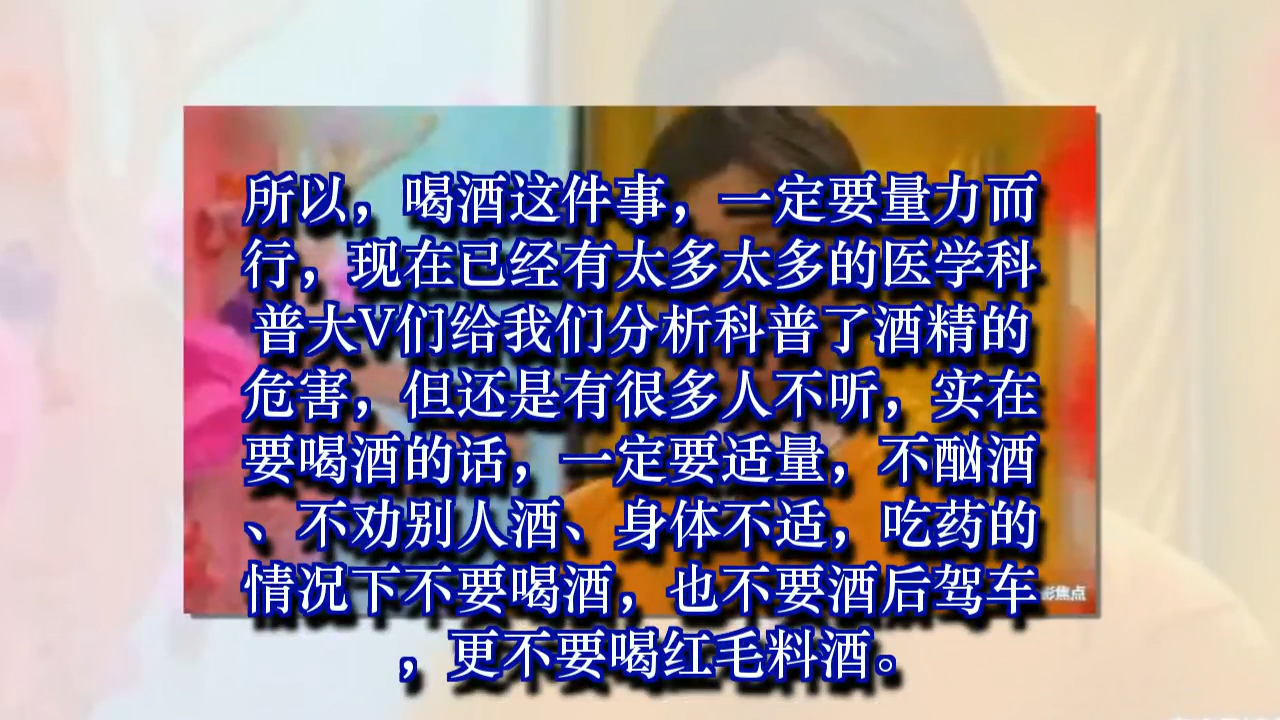 所以，喝酒这件事，一定要量力而
行，现在已经有太多太多的医学科
普大V们给我们分析科普了酒精的
危害，但还是有很多人不听，实在
要喝酒的话，一定要适量，不酗酒
、不劝别人酒、身体不适，吃药的
情况下不要喝酒，也不要酒后驾车
，更不要喝红毛料酒。
影焦点